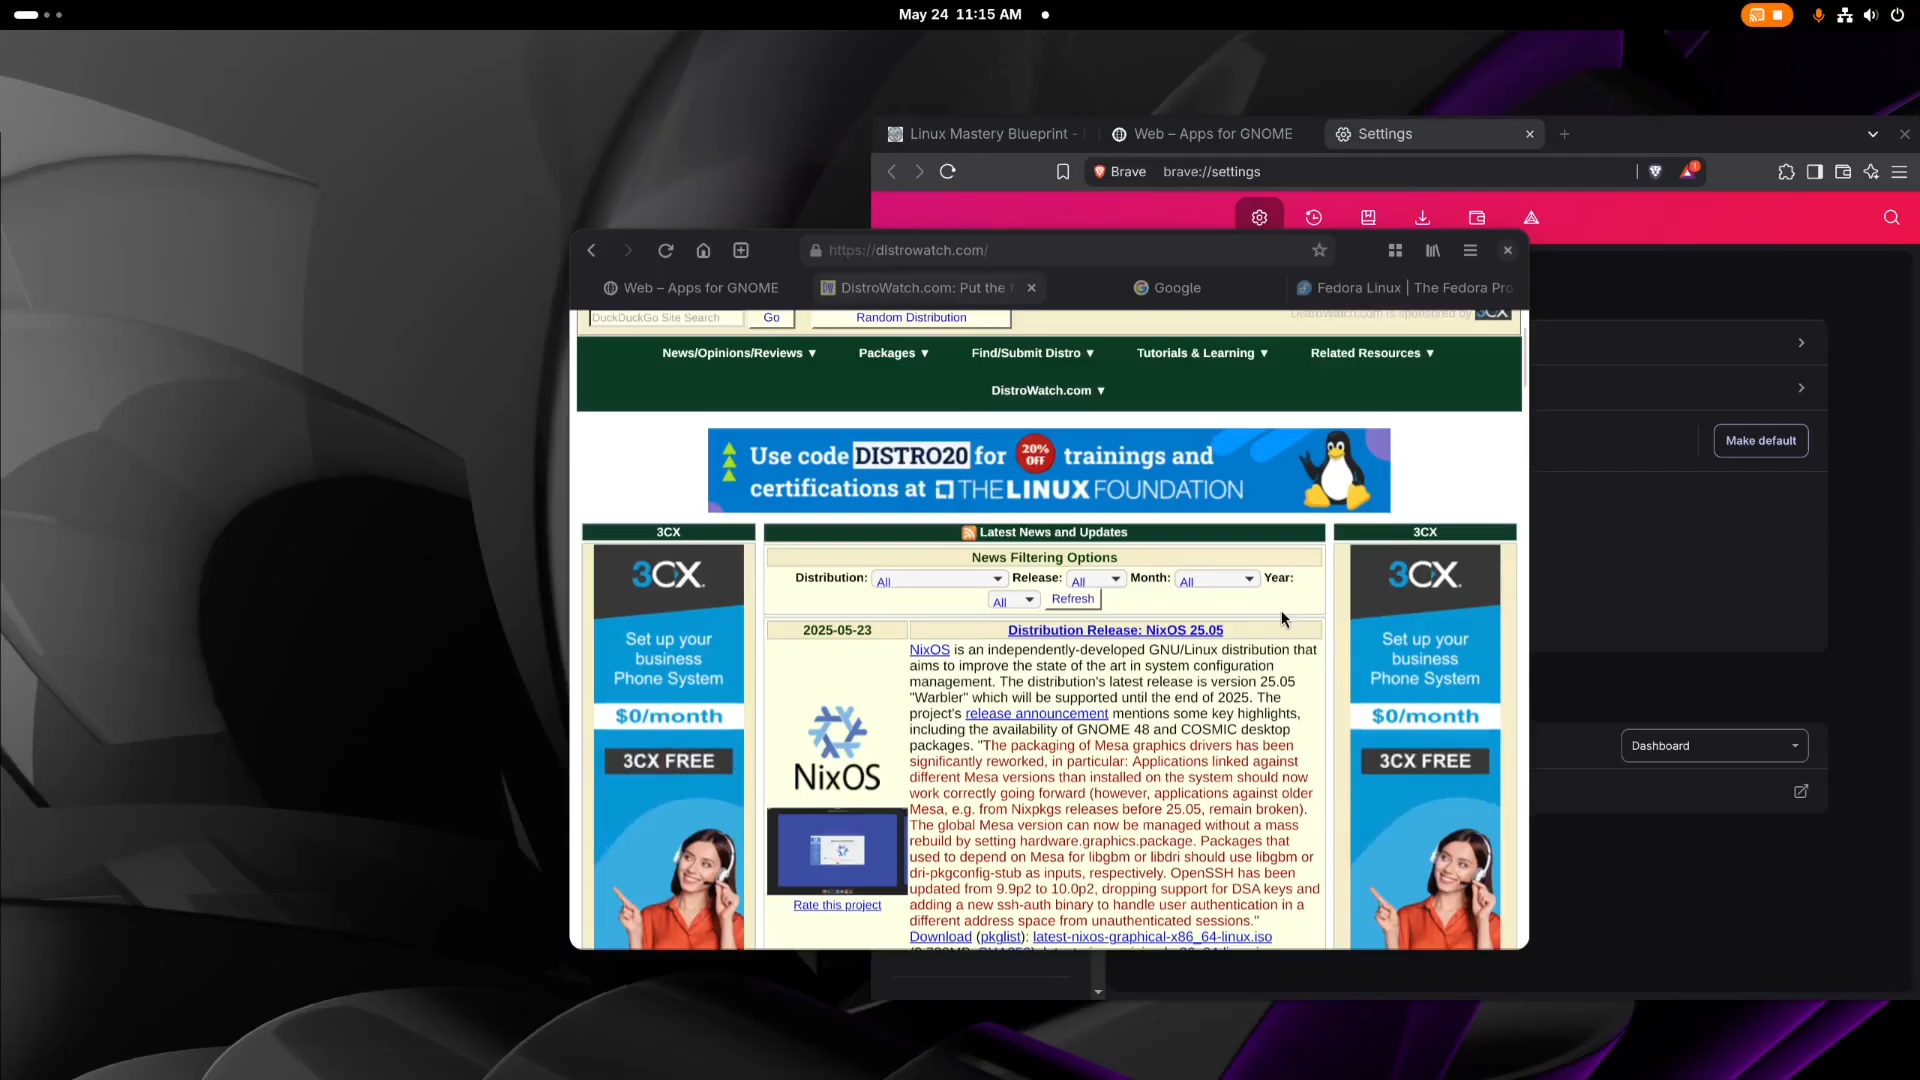 May 24 11:15 AM
Linux Mastery Blueprint -
Web – Apps for GNOME
Settings
Brave
brave://settings
1
https://distrowatch.com/
Web – Apps for GNOME
DistroWatch.com: Put the f
Google
Fedora Linux | The Fedora Pro
DuckDuckGo Site Search
Go
Random Distribution
DistroWatch.com is sponsored by 3CX
News/Opinions/Reviews ▼
Packages ▼
Find/Submit Distro ▼
Tutorials & Learning ▼
Related Resources ▼
DistroWatch.com ▼
Use code DISTRO20 for 20% OFF trainings and
certifications at THE LINUX FOUNDATION
3CX
Latest News and Updates
3CX
News Filtering Options
Distribution: All Release: All Month: All Year:
All Refresh
3CX
Set up your
business
Phone System
$0/month
3CX FREE
2025-05-23
Distribution Release: NixOS 25.05
NixOS is an independently-developed GNU/Linux distribution that
aims to improve the state of the art in system configuration
management. The distribution's latest release is version 25.05
"Warbler" which will be supported until the end of 2025. The
project's release announcement mentions some key highlights,
including the availability of GNOME 48 and COSMIC desktop
packages. "The packaging of Mesa graphics drivers has been
significantly reworked, in particular: Applications linked against
different Mesa versions than installed on the system should now
work correctly going forward (however, applications against older
Mesa, e.g. from Nixpkgs releases before 25.05, remain broken).
The global Mesa version can now be managed without a mass
rebuild by setting hardware.graphics.package. Packages that
used to depend on Mesa for libgbm or libdri should use libgbm or
dri-pkgconfig-stub as inputs, respectively. OpenSSH has been
updated from 9.9p2 to 10.0p2, dropping support for DSA keys and
adding a new ssh-auth binary to handle user authentication in a
different address space from unauthenticated sessions."
Download (pkglist): latest-nixos-graphical-x86_64-linux.iso
NixOS
Rate this project
3CX
Set up your
business
Phone System
$0/month
3CX FREE
Make default
Dashboard